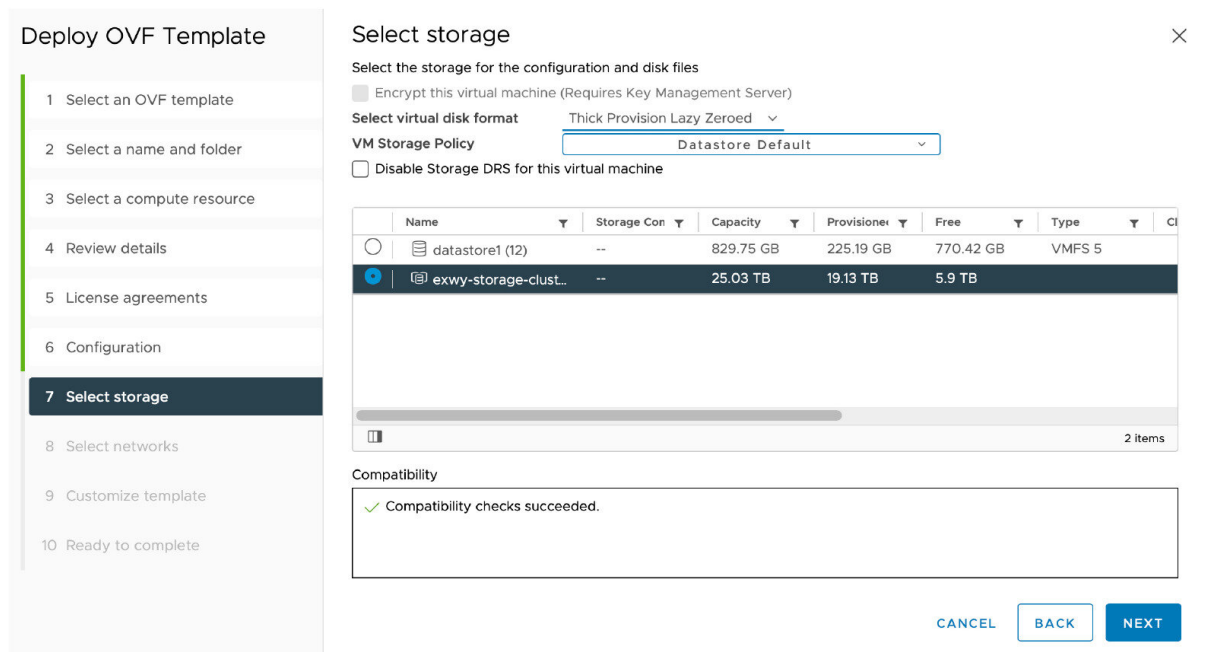 Deploy OVF Template
1 Select an OVF template
2 Select a name and folder
3 Select a compute resource
4 Review details
5 License agreements
6 Configuration
7 Select storage
8 Select networks
9 Customize template
10 Ready to complete
Select storage
Select the storage for the configuration and disk files
Encrypt this virtual machine (Requires Key Management Server)
Select virtual disk format Thick Provision Lazy Zeroed
VM Storage Policy Datastore Default
Disable Storage DRS for this virtual machine
Name Storage Con Capacity Provisioned Free Type Cl
datastore1 (12) -- 829.75 GB 225.19 GB 770.42 GB VMFS 5
exwy-storage-clust... -- 25.03 TB 19.13 TB 5.9 TB
2 items
Compatibility
Compatibility checks succeeded.
CANCEL BACK NEXT